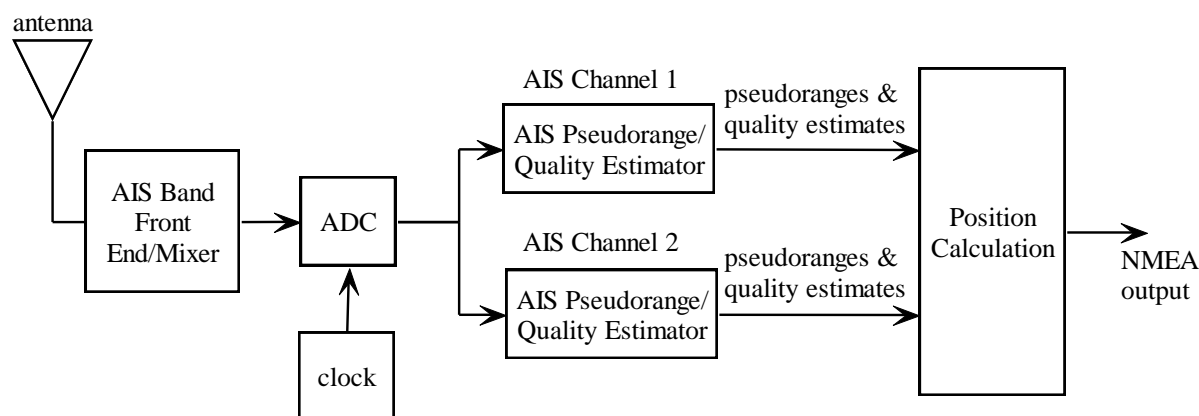 antenna
AIS Band
Front
End/Mixer
ADC
clock
AIS Channel 1
AIS Pseudorange/
Quality Estimator
pseudoranges &
quality estimates
AIS Channel 2
AIS Pseudorange/
Quality Estimator
pseudoranges &
quality estimates
Position
Calculation
NMEA
output